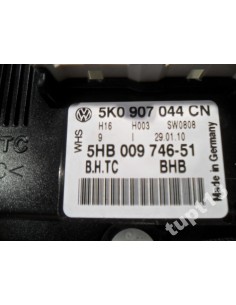 5K0 907 044 CN
H16 H003 SW0808
9 I 29.01.10
WHS
5HB 009 746-51
B.H.TC BHB
Made in Germany
.TC
C<